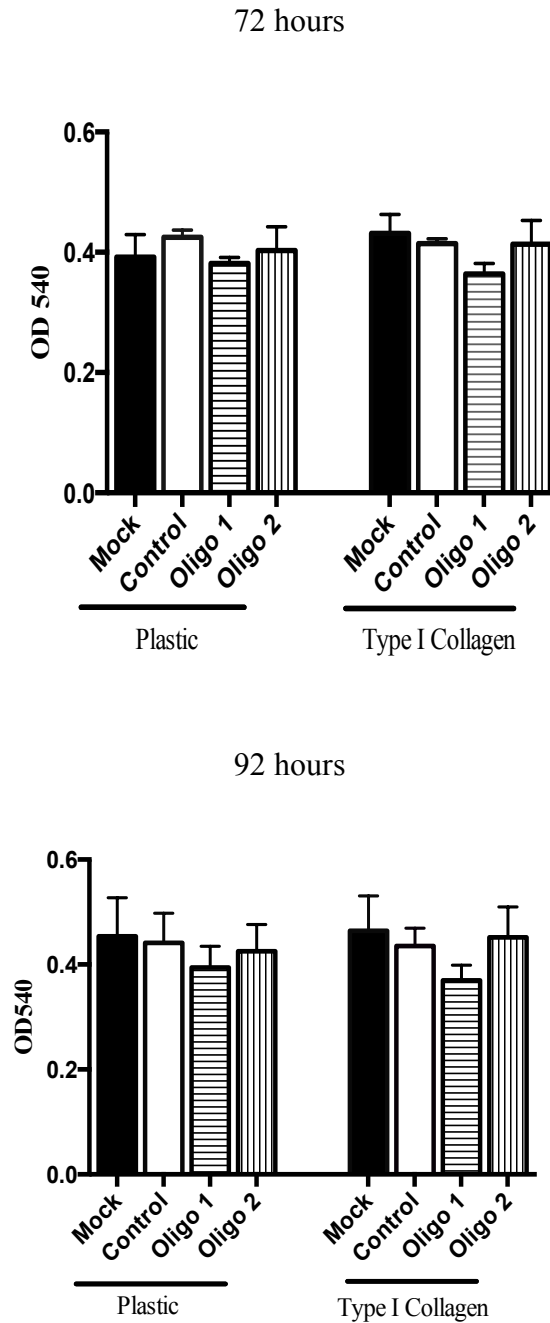 72 hours
0.6
0.4
0.2
0.0
OD 540
Mock
Control
Oligo 1
Oligo 2
Mock
Control
Oligo 1
Oligo 2
Plastic
Type I Collagen
92 hours
0.6
0.4
0.2
0.0
OD540
Mock
Control
Oligo 1
Oligo 2
Mock
Control
Oligo 1
Oligo 2
Plastic
Type I Collagen